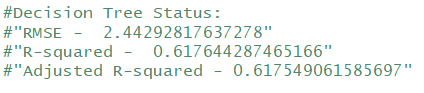 #Decision Tree Status:
#"RMSE -  2.44292817637278"
#"R-squared -  0.617644287465166"
#"Adjusted R-squared - 0.617549061585697"